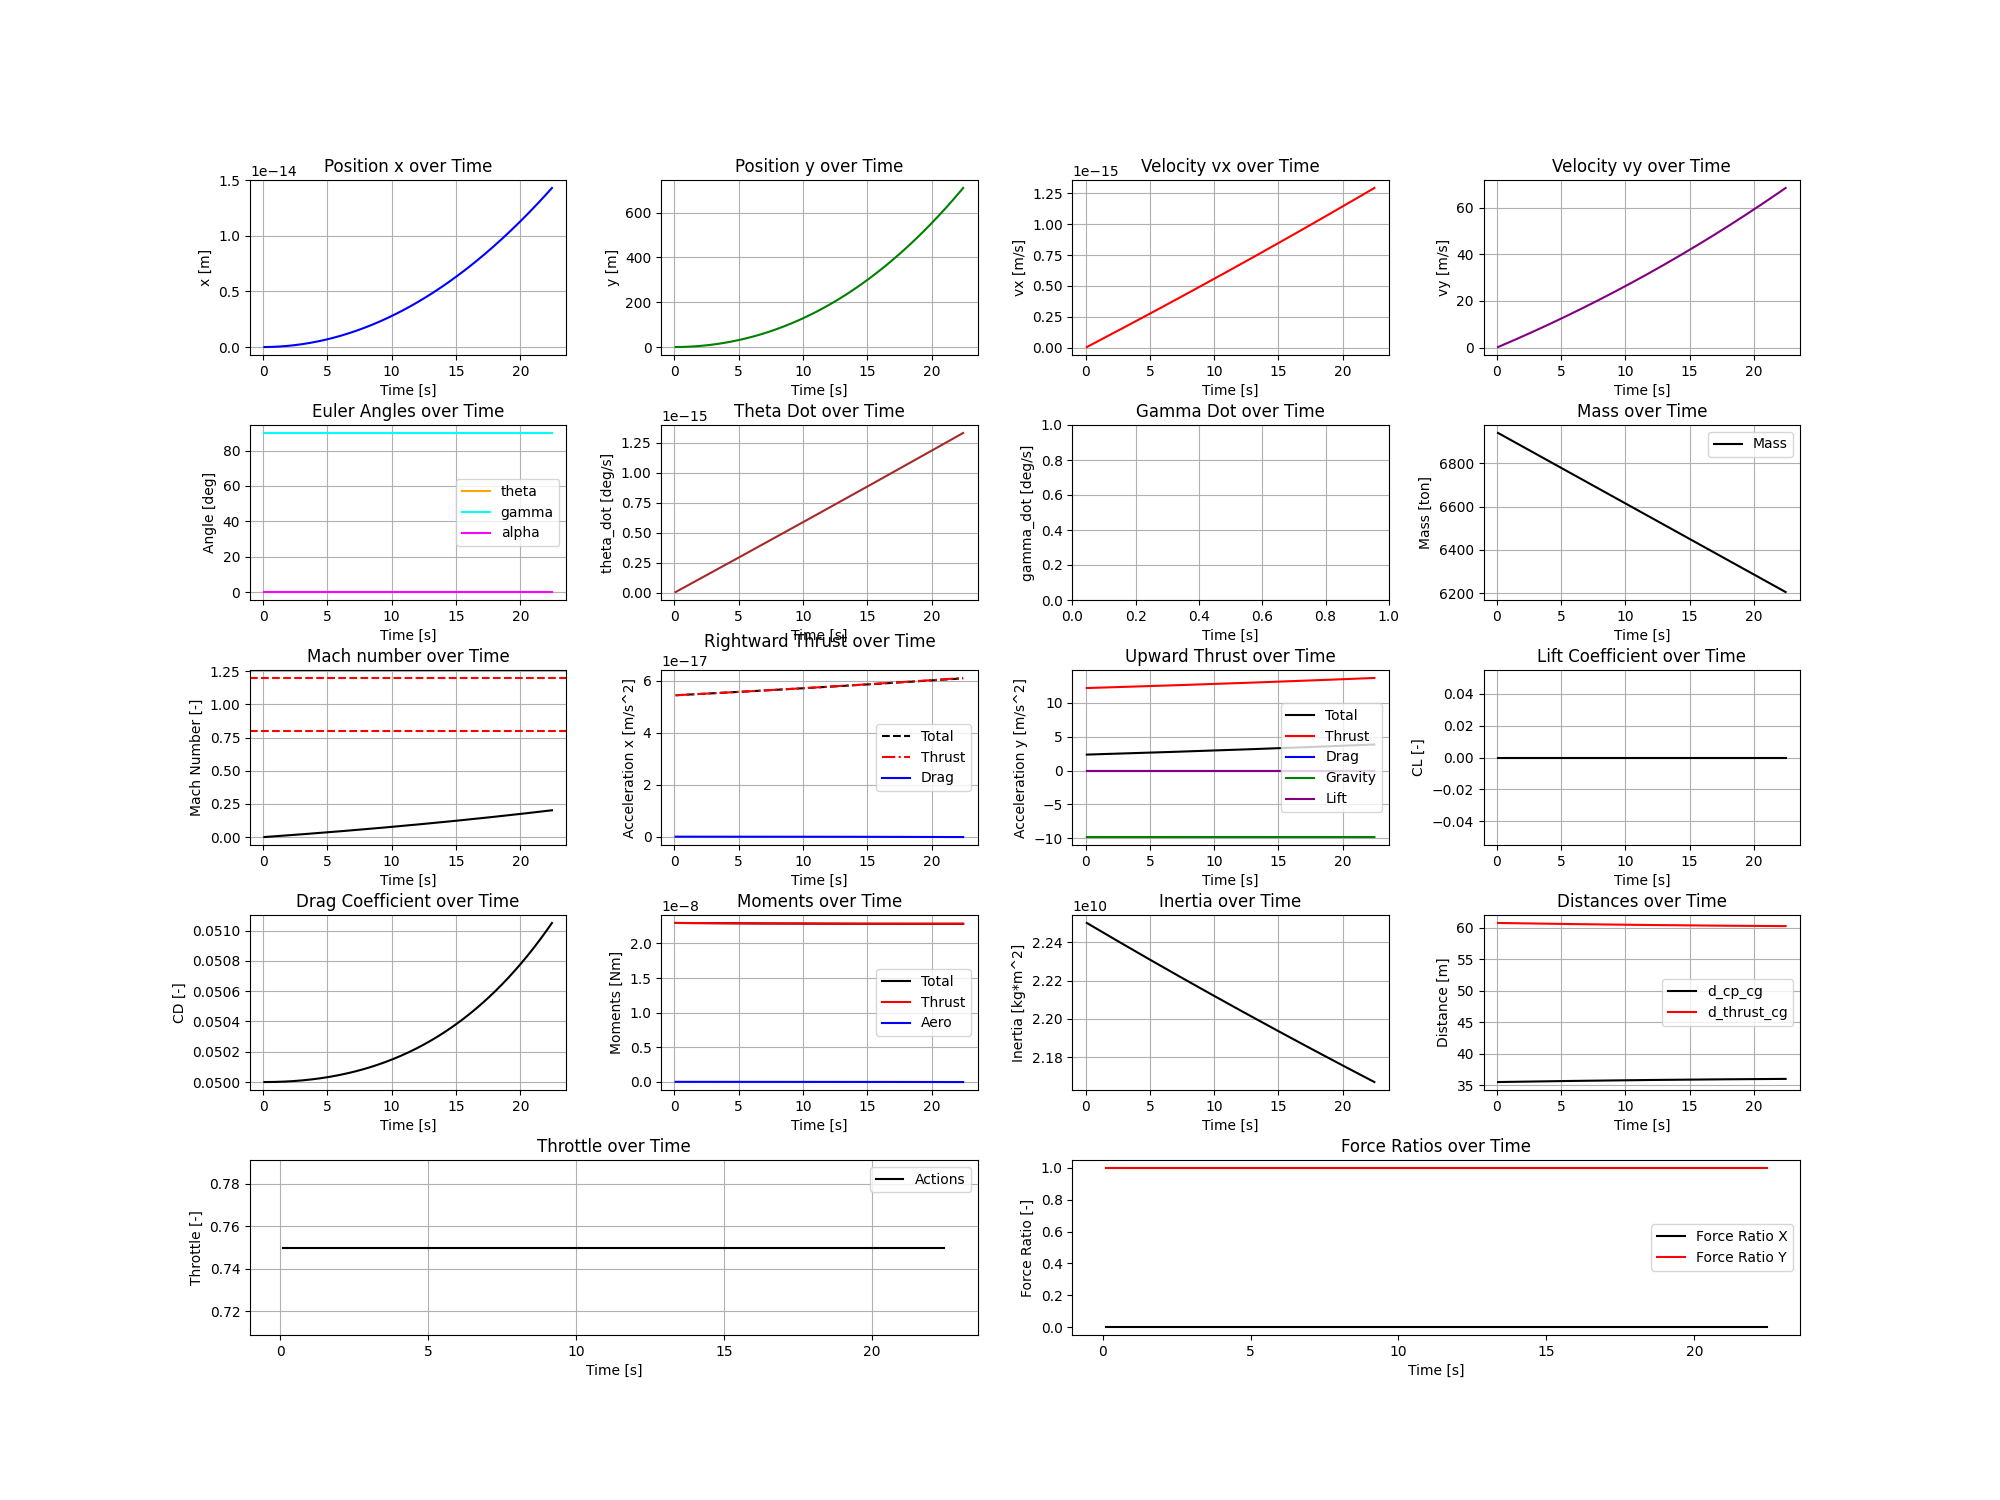 Position x over Time
1e−14
1.5
1.0
0.5
0.0
x [m]
0 5 10 15 20
Time [s]
Position y over Time
600
400
200
0
y [m]
0 5 10 15 20
Time [s]
Velocity vx over Time
1e−15
1.25
1.00
0.75
0.50
0.25
0.00
vx [m/s]
0 5 10 15 20
Time [s]
Velocity vy over Time
60
40
20
0
vy [m/s]
0 5 10 15 20
Time [s]
Euler Angles over Time
80
60
40
20
0
Angle [deg]
theta
gamma
alpha
0 5 10 15 20
Time [s]
Theta Dot over Time
1e−15
1.25
1.00
0.75
0.50
0.25
0.00
theta_dot [deg/s]
0 5 10 15 20
Time [s]
Gamma Dot over Time
1.0
0.8
0.6
0.4
0.2
0.0
gamma_dot [deg/s]
0.0 0.2 0.4 0.6 0.8 1.0
Time [s]
Mass over Time
Mass
6800
6600
6400
6200
Mass [ton]
0 5 10 15 20
Time [s]
Mach number over Time
1.25
1.00
0.75
0.50
0.25
0.00
Mach Number [-]
0 5 10 15 20
Time [s]
Rightward Thrust over Time
1e−17
6
4
2
0
Acceleration x [m/s^2]
Total
Thrust
Drag
0 5 10 15 20
Time [s]
Upward Thrust over Time
10
5
0
−5
−10
Acceleration y [m/s^2]
Total
Thrust
Drag
Gravity
Lift
0 5 10 15 20
Time [s]
Lift Coefficient over Time
0.04
0.02
0.00
−0.02
−0.04
CL [-]
0 5 10 15 20
Time [s]
Drag Coefficient over Time
0.0510
0.0508
0.0506
0.0504
0.0502
0.0500
CD [-]
0 5 10 15 20
Time [s]
Moments over Time
1e−8
2.0
1.5
1.0
0.5
0.0
Moments [Nm]
Total
Thrust
Aero
0 5 10 15 20
Time [s]
Inertia over Time
1e10
2.24
2.22
2.20
2.18
Inertia [kg*m^2]
0 5 10 15 20
Time [s]
Distances over Time
60
55
50
45
40
35
Distance [m]
d_cp_cg
d_thrust_cg
0 5 10 15 20
Time [s]
Throttle over Time
0.78
0.76
0.74
0.72
Throttle [-]
Actions
0 5 10 15 20
Time [s]
Force Ratios over Time
1.0
0.8
0.6
0.4
0.2
0.0
Force Ratio [-]
Force Ratio X
Force Ratio Y
0 5 10 15 20
Time [s]